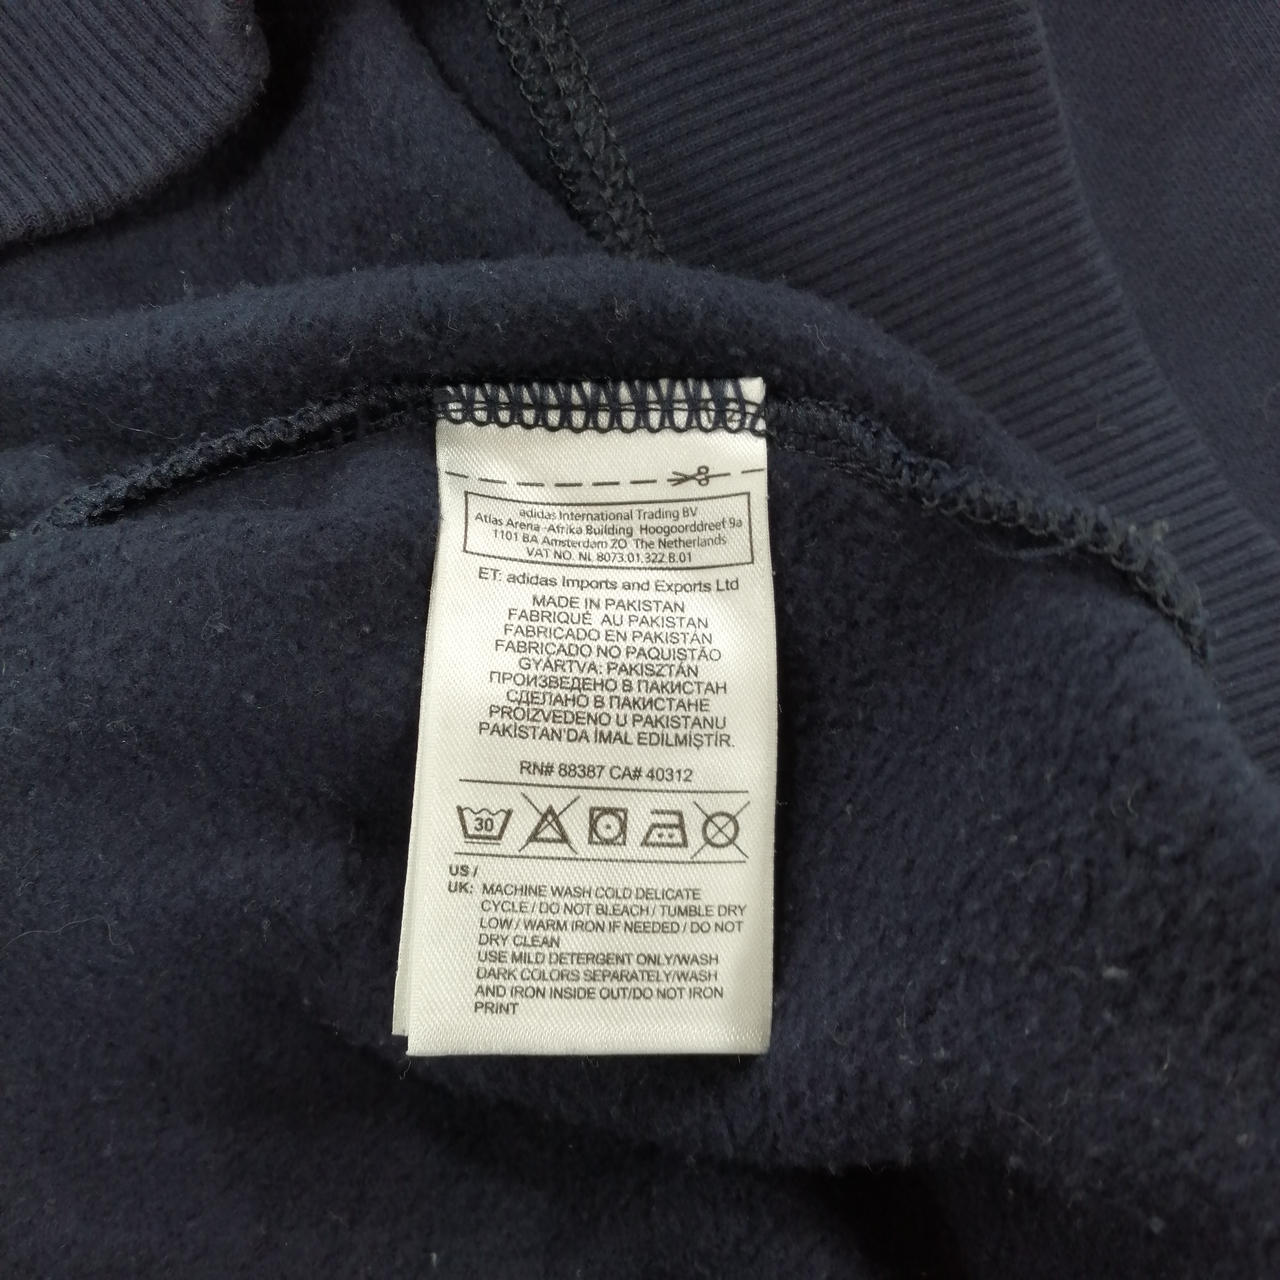 adidas International Trading BV
Atlas Arena -Afrika Building Hoogoorddreef 9a
1101 BA Amsterdam ZO The Netherlands
VAT NO. NL 8073.01.322.B.01
ET: adidas Imports and Exports Ltd
MADE IN PAKISTAN
FABRIQUÉ AU PAKISTAN
FABRICADO EN PAKISTÁN
FABRICADO NO PAQUISTÃO
GYÁRTVA: PAKISZTÁN
ПРОИЗВЕДЕНО В ПАКИСТАН
СДЕЛАНО В ПАКИСТАНЕ
PROIZVEDENO U PAKISTANU
PAKİSTAN'DA İMAL EDİLMİŞTİR.
RN# 88387 CA# 40312
30
US /
UK: MACHINE WASH COLD DELICATE
CYCLE / DO NOT BLEACH / TUMBLE DRY
LOW / WARM IRON IF NEEDED / DO NOT
DRY CLEAN
USE MILD DETERGENT ONLY/WASH
DARK COLORS SEPARATELY/WASH
AND IRON INSIDE OUT/DO NOT IRON
PRINT